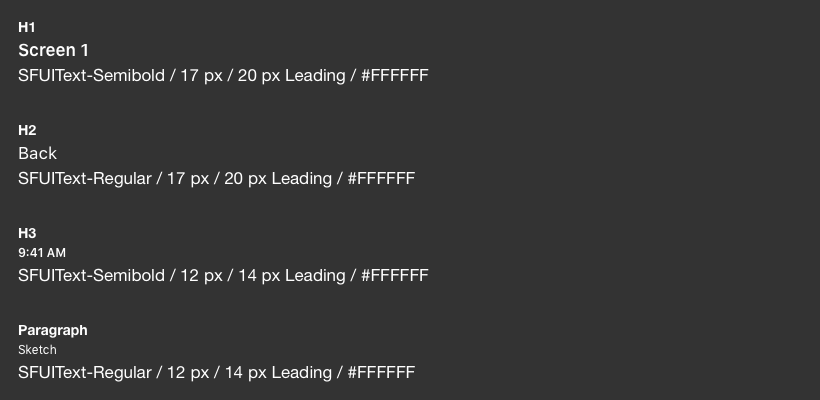 H1
Screen 1
SFUIText-Semibold / 17 px / 20 px Leading / #FFFFFF
H2
Back
SFUIText-Regular / 17 px / 20 px Leading / #FFFFFF
H3
9:41 AM
SFUIText-Semibold / 12 px / 14 px Leading / #FFFFFF
Paragraph
Sketch
SFUIText-Regular / 12 px / 14 px Leading / #FFFFFF